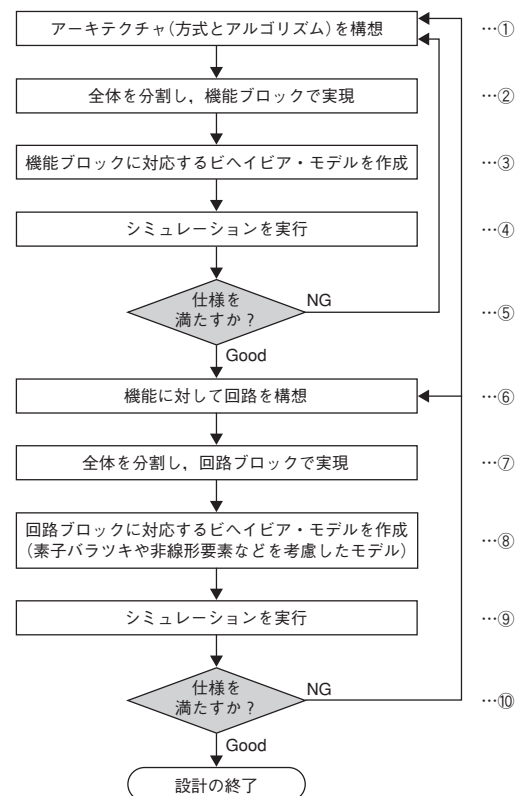 アーキテクチャ(方式とアルゴリズム)を構想 …①
全体を分割し，機能ブロックで実現 …②
機能ブロックに対応するビヘイビア・モデルを作成 …③
シミュレーションを実行 …④
仕様を
満たすか？
NG
…⑤
Good
機能に対して回路を構想 …⑥
全体を分割し，回路ブロックで実現 …⑦
回路ブロックに対応するビヘイビア・モデルを作成
(素子バラツキや非線形要素などを考慮したモデル)
…⑧
シミュレーションを実行 …⑨
仕様を
満たすか？
NG
…⑩
Good
設計の終了